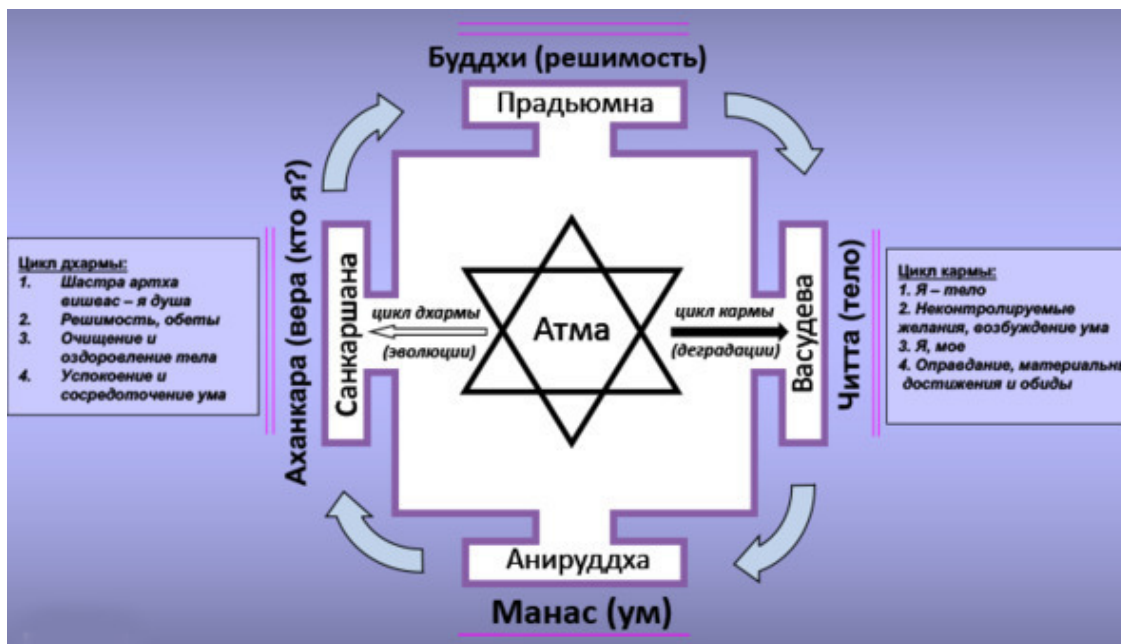 Буддхи (решимость)
Прадьюмна
Аханкара (вера (кто я?)
Санкаршана
Цикл дхармы:
1. Шастра артха
вишвас – я душа
2. Решимость, обеты
3. Очищение и
оздоровление тела
4. Успокоение и
сосредоточение ума
цикл дхармы
(эволюции)
Атма
цикл кармы
(деградации)
Васудева
Читта (тело)
Цикл кармы:
1. Я – тело
2. Неконтролируемые
желания, возбуждение ума
3. Я, мое
4. Оправдание, материальны
достижения и обиды
Анируддха
Манас (ум)